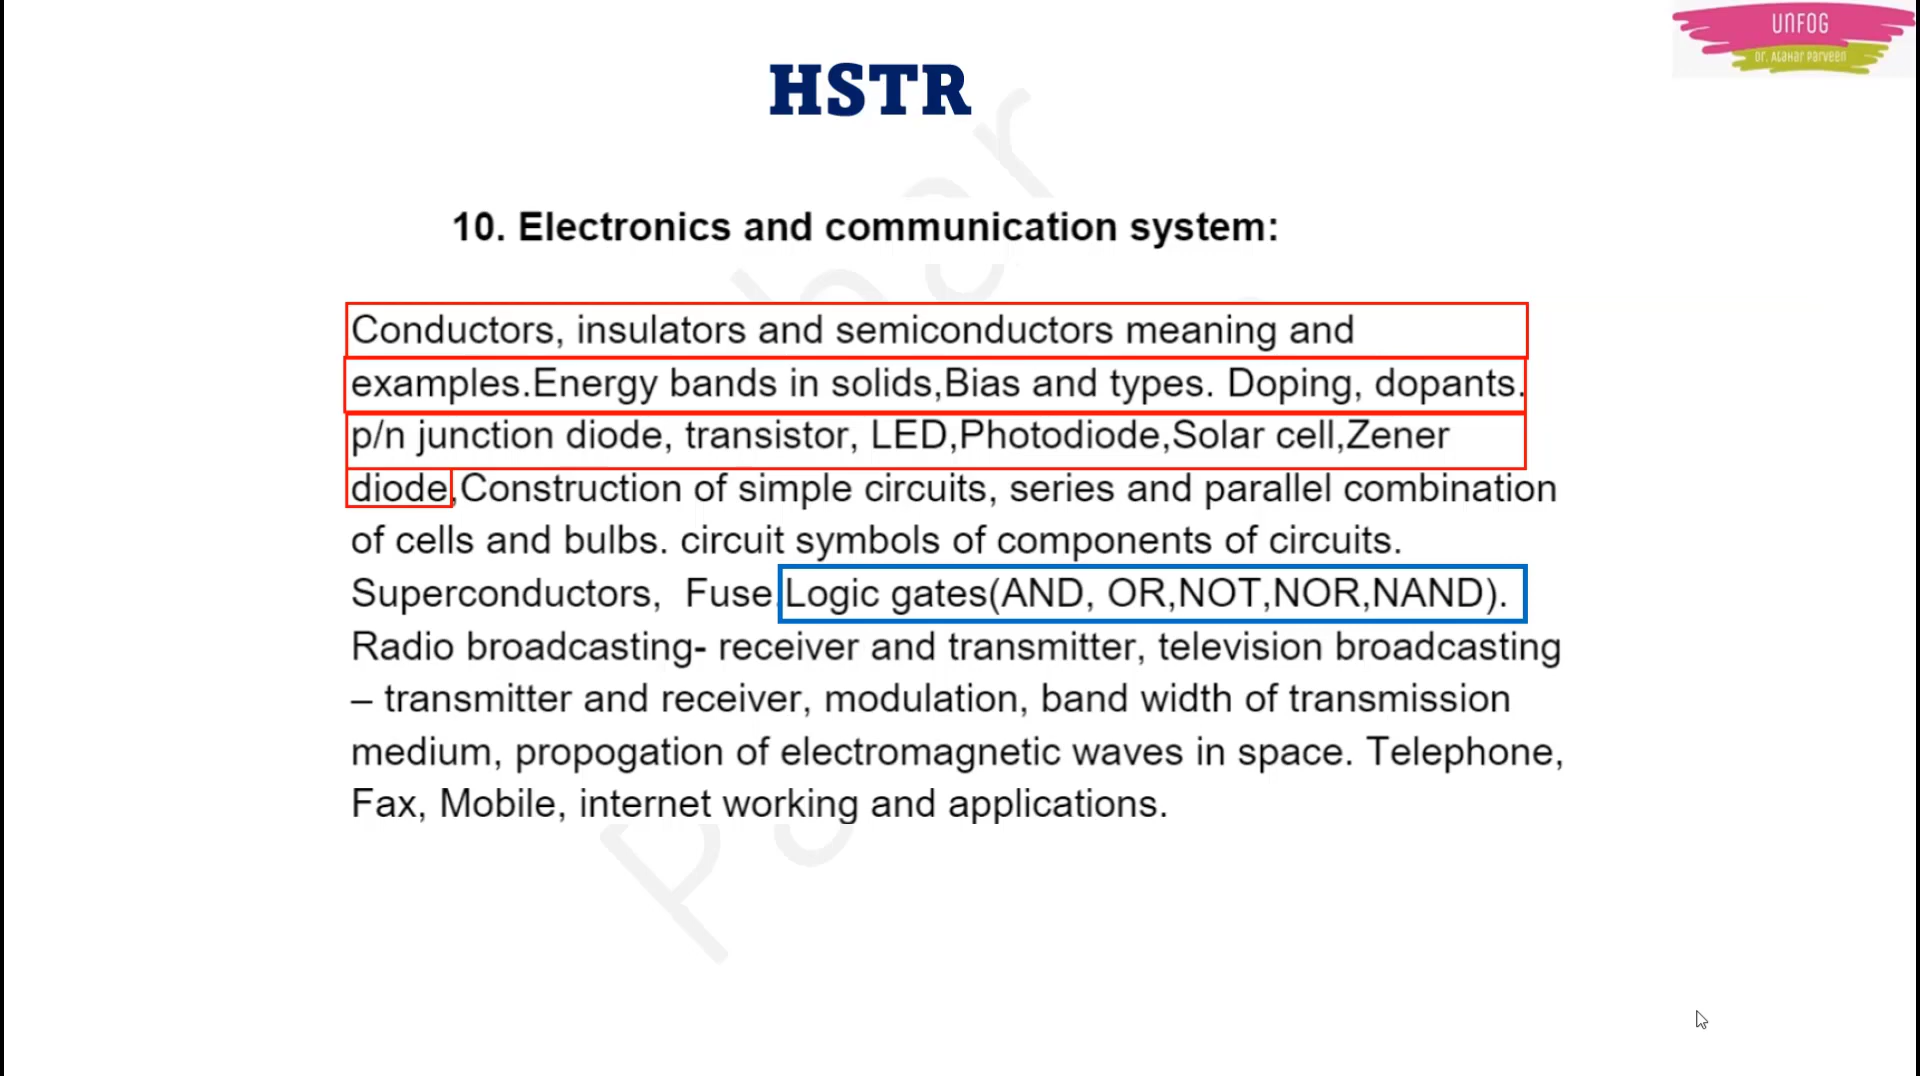 UNFOG
Dr. Atahar Parveen
HSTR
10. Electronics and communication system:
Conductors, insulators and semiconductors meaning and
examples.Energy bands in solids,Bias and types. Doping, dopants.
p/n junction diode, transistor, LED,Photodiode,Solar cell,Zener
diode,Construction of simple circuits, series and parallel combination
of cells and bulbs. circuit symbols of components of circuits.
Superconductors, Fuse,Logic gates(AND, OR,NOT,NOR,NAND).
Radio broadcasting- receiver and transmitter, television broadcasting
– transmitter and receiver, modulation, band width of transmission
medium, propogation of electromagnetic waves in space. Telephone,
Fax, Mobile, internet working and applications.